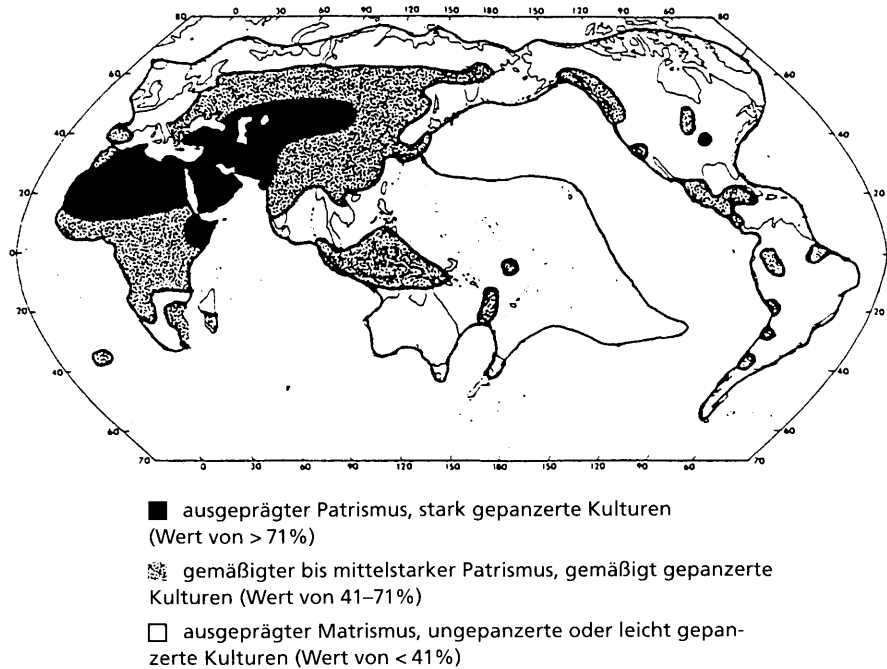 80 0 30 60 90 120 150 180 150 120 90 60 80
60 60
40 40
20 20
0 0
20 20
40 40
60 60
70 0 30 60 90 120 150 180 150 120 90 60 70
ausgeprägter Patrismus, stark gepanzerte Kulturen
(Wert von > 71%)
gemäßigter bis mittelstarker Patrismus, gemäßigt gepanzerte
Kulturen (Wert von 41–71%)
ausgeprägter Matrismus, ungepanzerte oder leicht gepan-
zerte Kulturen (Wert von < 41%)